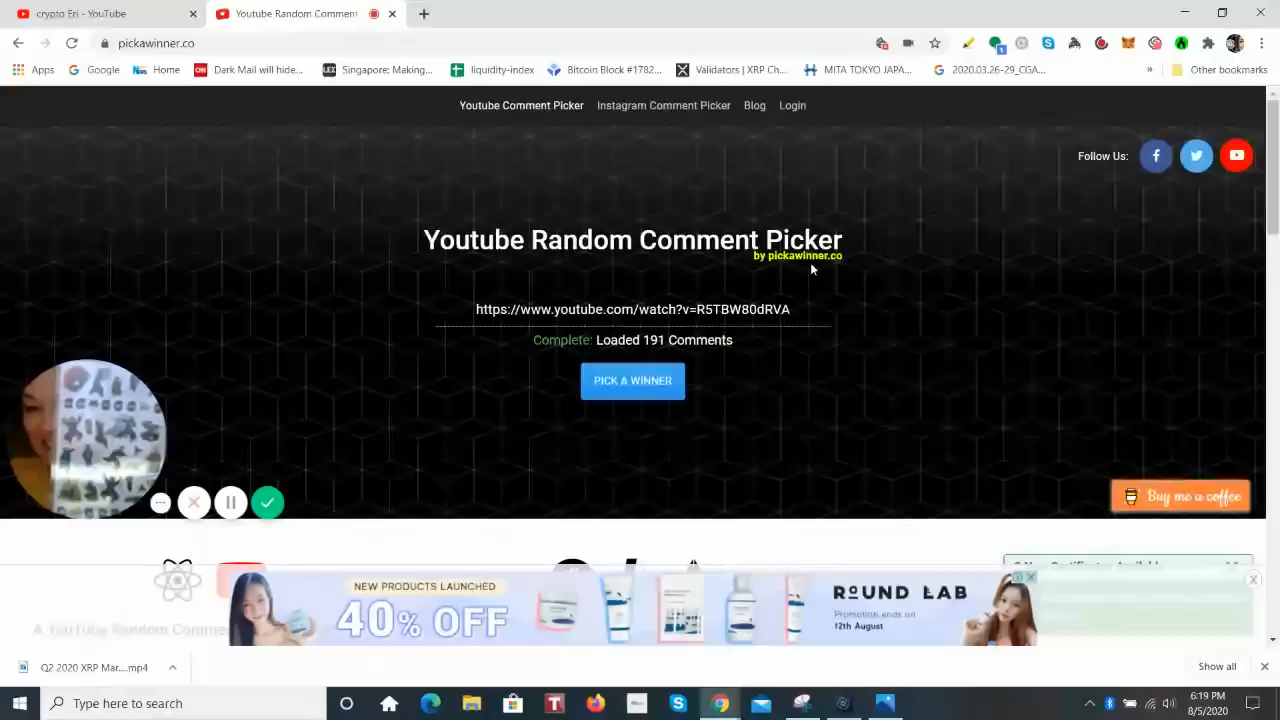 crypto Eri - YouTube
Youtube Random Comment
pickawinner.co
Apps
Google
Home
Dark Mail will hide...
Singapore: Making...
liquidity-index
Bitcoin Block #1782...
Validators | XRP Ch...
MITA TOKYO JAPA...
2020.03.26-29_CGA...
»
Other bookmarks
Youtube Comment Picker
Instagram Comment Picker
Blog
Login
Follow Us:
Youtube Random Comment Picker
by pickawinner.co
https://www.youtube.com/watch?v=R5TBW80dRVA
Complete: Loaded 191 Comments
PICK A WINNER
Buy me a coffee
NEW PRODUCTS LAUNCHED
40% OFF
ROUND LAB
Promotion ends on
12th August
A YouTube Random Comme
Q2 2020 XRP Mar....mp4
Show all
Type here to search
6:19 PM
8/5/2020